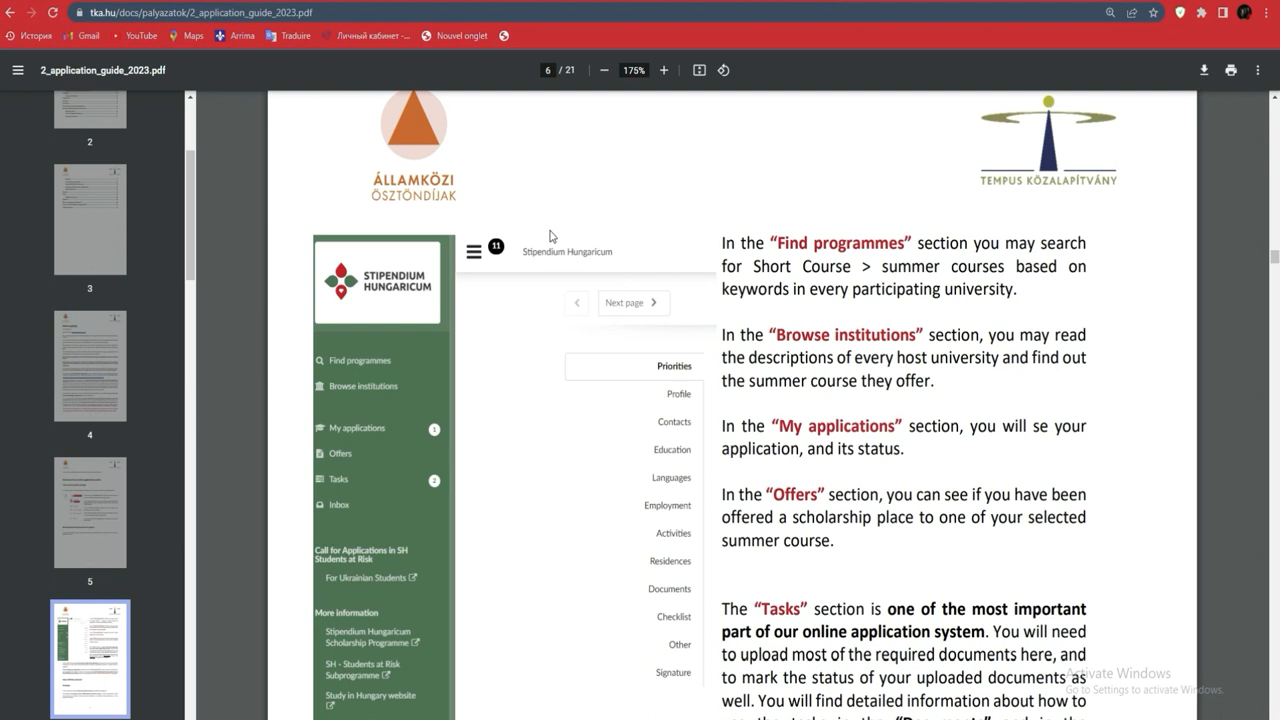 tka.hu/docs/palyazatok/2_application_guide_2023.pdf
История
Gmail
YouTube
Maps
Arrima
Traduire
Личный кабинет -...
Nouvel onglet
2_application_guide_2023.pdf
6 / 21
175%
2
3
4
5
ÁLLAMKÖZI
ÖSZTÖNDÍJAK
TEMPUS KÖZALAPÍTVÁNY
STIPENDIUM
HUNGARICUM
Find programmes
Browse institutions
My applications 1
Offers
Tasks 2
Inbox
Call for Applications in SH
Students at Risk
For Ukrainian Students
More information
Stipendium Hungaricum
Scholarship Programme
SH - Students at Risk
Subprogramme
Study in Hungary website
11
Stipendium Hungaricum
Next page
Priorities
Profile
Contacts
Education
Languages
Employment
Activities
Residences
Documents
Checklist
Other
Signature
In the “Find programmes” section you may search
for Short Course > summer courses based on
keywords in every participating university.
In the “Browse institutions” section, you may read
the descriptions of every host university and find out
the summer course they offer.
In the “My applications” section, you will se your
application, and its status.
In the “Offers” section, you can see if you have been
offered a scholarship place to one of your selected
summer course.
The “Tasks” section is one of the most important
part of our online application system. You will need
to upload most of the required documents here, and
to mark the status of your uploaded documents as
well. You will find detailed information about how to
Activate Windows
Go to Settings to activate Windows.